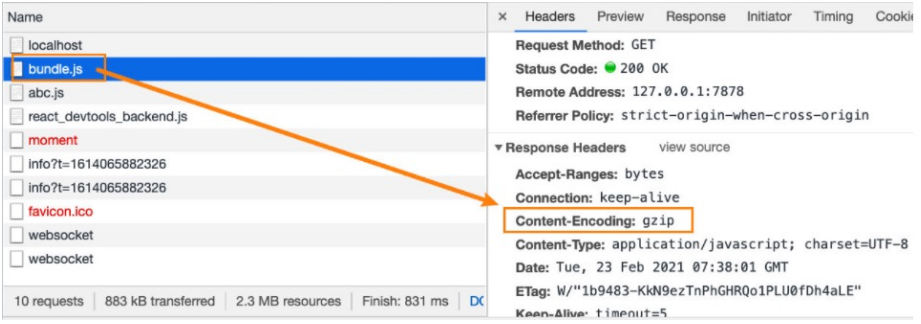 Name
localhost
bundle.js
abc.js
react_devtools_backend.js
moment
info?t=1614065882326
info?t=1614065882326
favicon.ico
websocket
websocket
10 requests 883 kB transferred 2.3 MB resources Finish: 831 ms DO
× Headers Preview Response Initiator Timing Cookie
Request Method: GET
Status Code: 200 OK
Remote Address: 127.0.0.1:7878
Referrer Policy: strict-origin-when-cross-origin
▼Response Headers view source
Accept-Ranges: bytes
Connection: keep-alive
Content-Encoding: gzip
Content-Type: application/javascript; charset=UTF-8
Date: Tue, 23 Feb 2021 07:38:01 GMT
ETag: W/"1b9483-KkN9ezTnPhGHRQo1PLU0fDh4aLE"
Keep-Alive: timeout=5